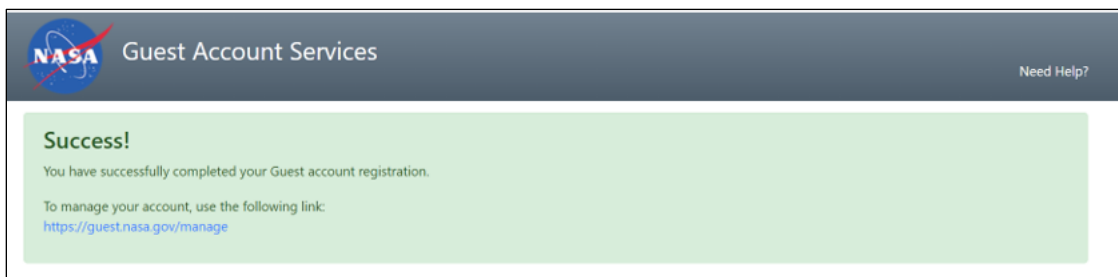 NASA
Guest Account Services
Need Help?
Success!
You have successfully completed your Guest account registration.
To manage your account, use the following link:
https://guest.nasa.gov/manage